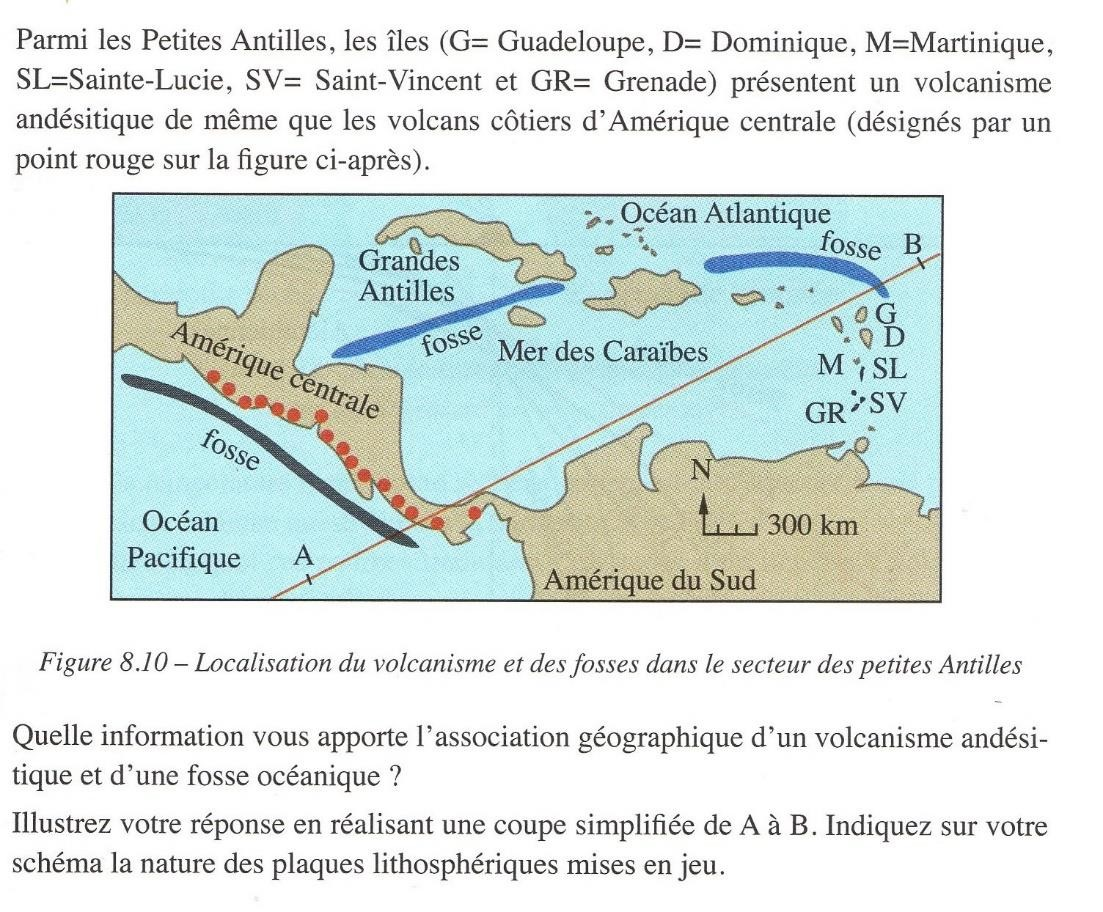 Parmi les Petites Antilles, les îles (G= Guadeloupe, D= Dominique, M=Martinique,
SL=Sainte-Lucie, SV= Saint-Vincent et GR= Grenade) présentent un volcanisme
andésitique de même que les volcans côtiers d'Amérique centrale (désignés par un
point rouge sur la figure ci-après).
Océan Atlantique
fosse
B
Grandes
Antilles
fosse
Mer des Caraïbes
G
D
M
SL
GR
SV
Amérique centrale
fosse
N
300 km
Océan
Pacifique
A
Amérique du Sud
Figure 8.10 – Localisation du volcanisme et des fosses dans le secteur des petites Antilles
Quelle information vous apporte l'association géographique d'un volcanisme andési-
tique et d'une fosse océanique ?
Illustrez votre réponse en réalisant une coupe simplifiée de A à B. Indiquez sur votre
schéma la nature des plaques lithosphériques mises en jeu.